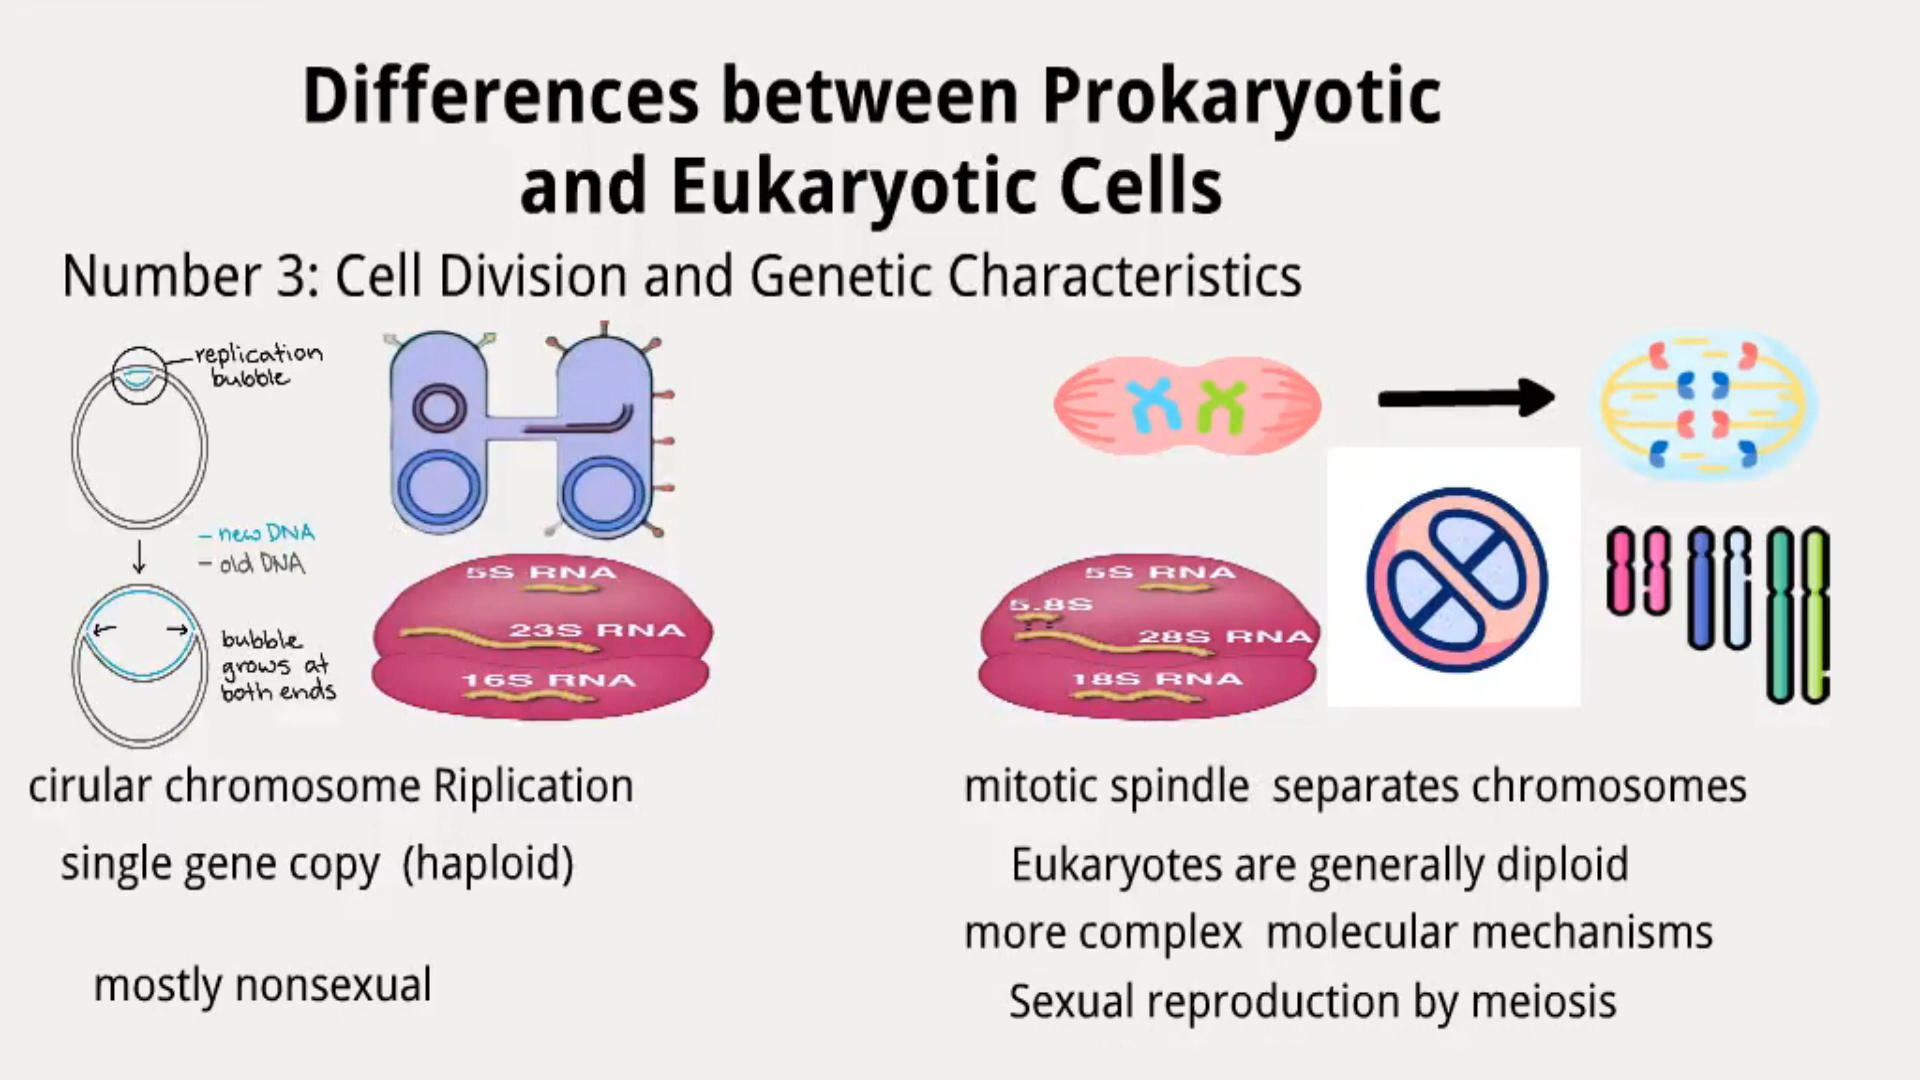 Differences between Prokaryotic
and Eukaryotic Cells
Number 3: Cell Division and Genetic Characteristics
replication
bubble
- new DNA
- old DNA
bubble
grows at
both ends
5S RNA
23S RNA
16S RNA
5S RNA
5.8S
28S RNA
18S RNA
cirular chromosome Riplication
single gene copy (haploid)
mostly nonsexual
mitotic spindle separates chromosomes
Eukaryotes are generally diploid
more complex molecular mechanisms
Sexual reproduction by meiosis